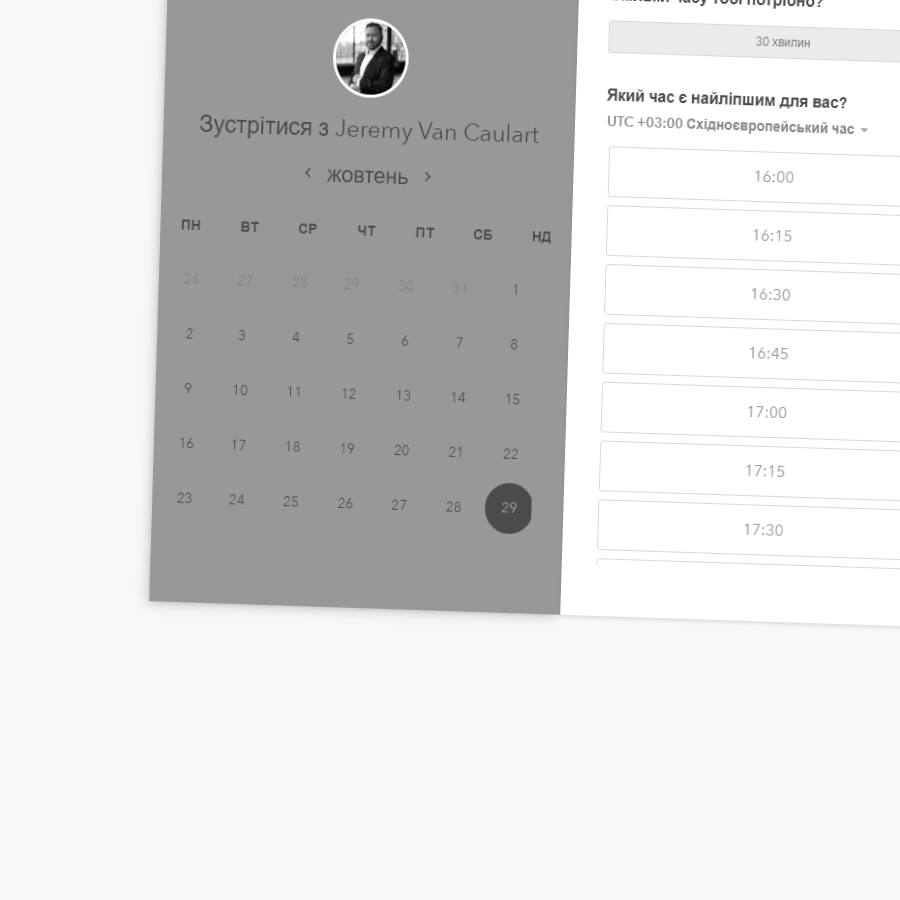 Зустрітися з Jeremy Van Caulart
жовтень
ПН ВТ СР ЧТ ПТ СБ НД
26 27 28 29 30 31 1
2 3 4 5 6 7 8
9 10 11 12 13 14 15
16 17 18 19 20 21 22
23 24 25 26 27 28 29
часу тобі потрібно?
30 хвилин
Який час є найліпшим для вас?
UTC +03:00 Східноєвропейський час
16:00
16:15
16:30
16:45
17:00
17:15
17:30